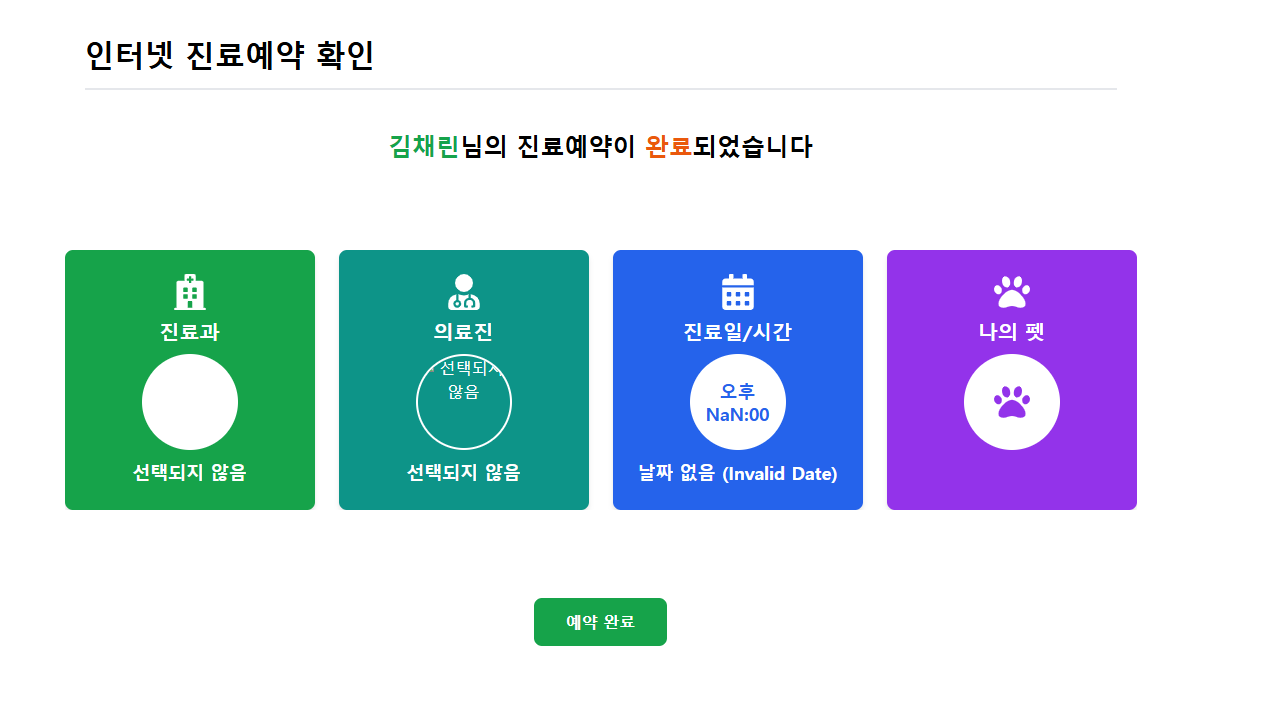 인터넷 진료예약 확인
김채린님의 진료예약이 완료되었습니다
진료과
선택되지 않음
의료진
선택되지
않음
선택되지 않음
진료일/시간
오후
NaN:00
날짜 없음 (Invalid Date)
나의 펫
예약 완료